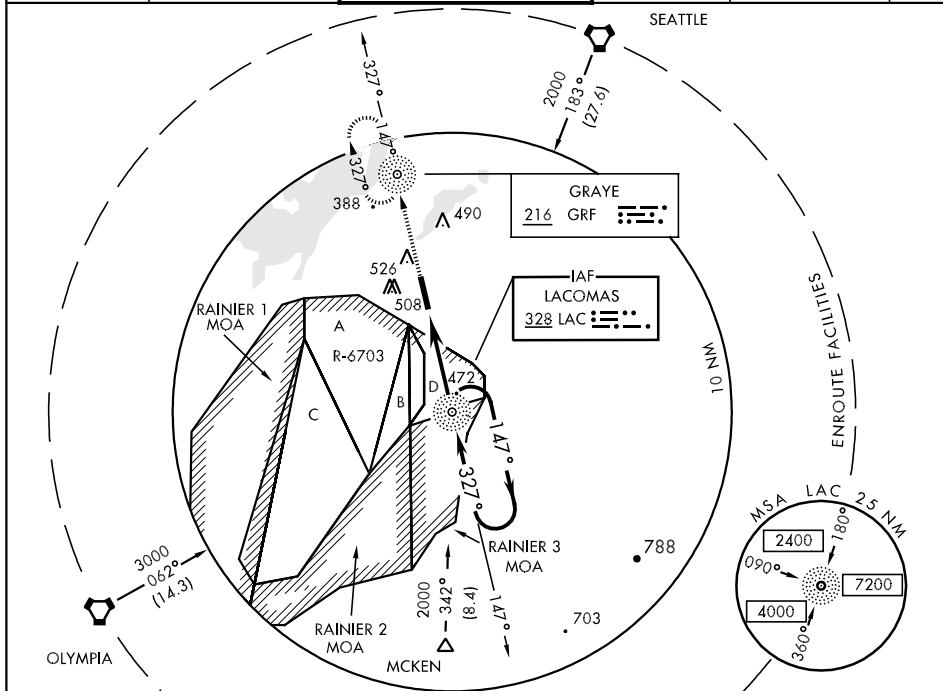 SEATTLE
2000
183°
(27.6)
327°
147°
327°
388
490
GRAYE
216 GRF
526
508
IAF
LACOMAS
328 LAC
RAINIER 1
MOA
A
R-6703
C
B
D
472
147°
327°
10 NM
ENROUTE FACILITIES
MSA LAC 25 NM
180°
2400
090°
7200
4000
360°
3000
062°
(14.3)
OLYMPIA
RAINIER 2
MOA
2000
342°
(8.4)
MCKEN
147°
RAINIER 3
MOA
788
703